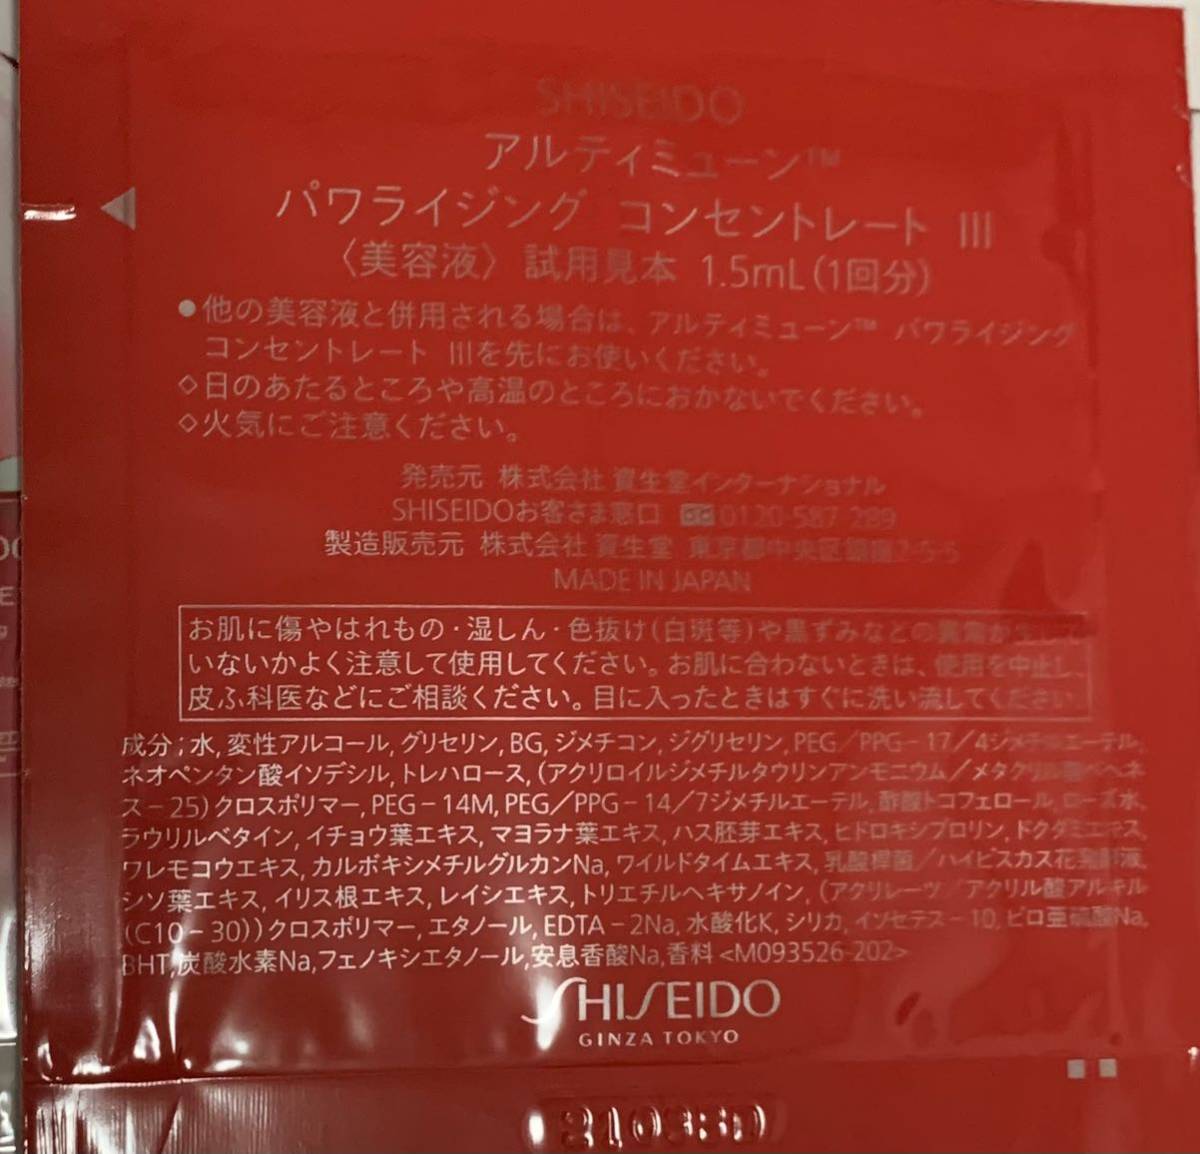 SHISEIDO
アルティミューン™
パワライジング コンセントレート III
〈美容液〉 試用見本 1.5mL(1回分)
●他の美容液と併用される場合は、アルティミューン™ パワライジング
コンセントレート IIIを先にお使いください。
◇日のあたるところや高温のところにおかないでください。
◇火気にご注意ください。
発売元 株式会社 資生堂インターナショナル
SHISEIDOお客さま窓口 0120-587-289
製造販売元 株式会社 資生堂 東京都中央区銀座7-5-5
MADE IN JAPAN
お肌に傷やはれもの・湿しん・色抜け(白斑等)や黒ずみなどの異常が生じて
いないかよく注意して使用してください。お肌に合わないときは、使用を中止し、
皮ふ科医などにご相談ください。目に入ったときはすぐに洗い流してください。
成分;水,変性アルコール,グリセリン,BG,ジメチコン,ジグリセリン,PEG/PPG-17/4ジメチルエーテル,
ネオペンタン酸イソデシル,トレハロース,(アクリロイルジメチルタウリンアンモニウム/メタクリル酸ベヘネ
ス-25)クロスポリマー,PEG-14M,PEG/PPG-14/7ジメチルエーテル,酢酸トコフェロール,ローズ水,
ラウリルベタイン,イチョウ葉エキス,マヨラナ葉エキス,ハス胚芽エキス,ヒドロキシプロリン,ドクダミエキス,
ワレモコウエキス,カルボキシメチルグルカンNa,ワイルドタイムエキス,乳酸桿菌/ハイビスカス花発酵液,
シソ葉エキス,イリス根エキス,レイシエキス,トリエチルヘキサノイン,(アクリレーツ/アクリル酸アルキル
(C10-30))クロスポリマー,エタノール,EDTA-2Na,水酸化K,シリカ,イソセテス-10,ピロ亜硫酸Na,
BHT,炭酸水素Na,フェノキシエタノール,安息香酸Na,香料 <M093526-202>
SHISEIDO
GINZA TOKYO